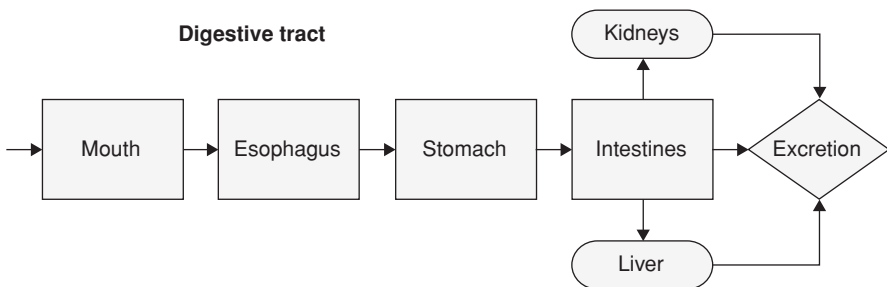 Digestive tract
Kidneys
Mouth
Esophagus
Stomach
Intestines
Excretion
Liver